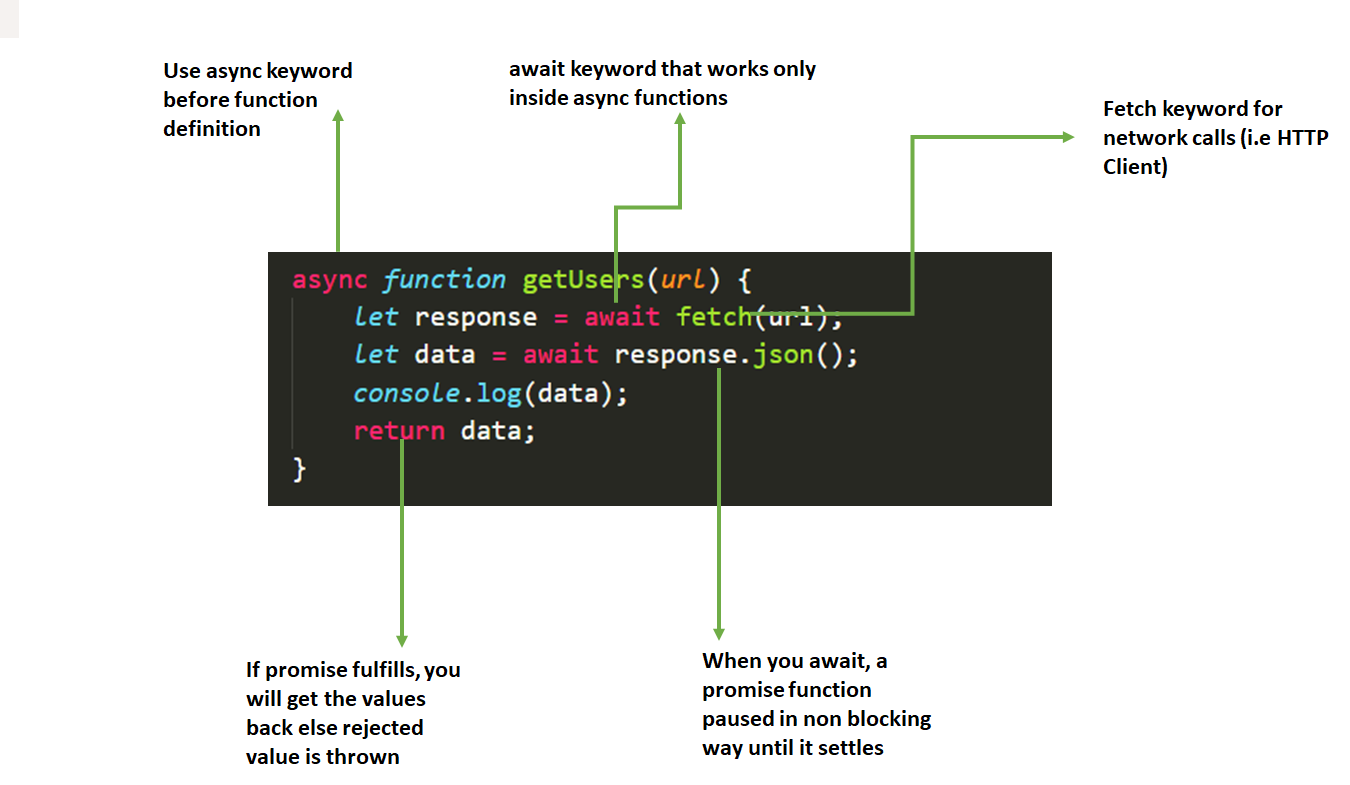 Use async keyword
before function
definition
await keyword that works only
inside async functions
Fetch keyword for
network calls (i.e HTTP
Client)
async function getUsers(url) {
let response = await fetch(url);
let data = await response.json();
console.log(data);
return data;
}
If promise fulfills, you
will get the values
back else rejected
value is thrown
When you await, a
promise function
paused in non blocking
way until it settles